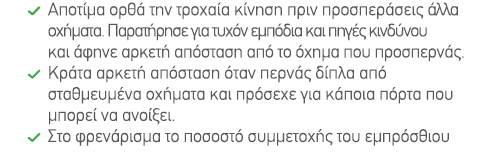 ✓ Αποτίμα ορθά την τροχαία κίνηση πριν προσπεράσεις άλλα
οχήματα. Παρατήρησε για τυχόν εμπόδια και πηγές κινδύνου
και άφηνε αρκετή απόσταση από το όχημα που προσπερνάς.
✓ Κράτα αρκετή απόσταση όταν περνάς δίπλα από
σταθμευμένα οχήματα και πρόσεχε για κάποια πόρτα που
μπορεί να ανοίξει.
✓ Στο φρενάρισμα το ποσοστό συμμετοχής του εμπρόσθιου